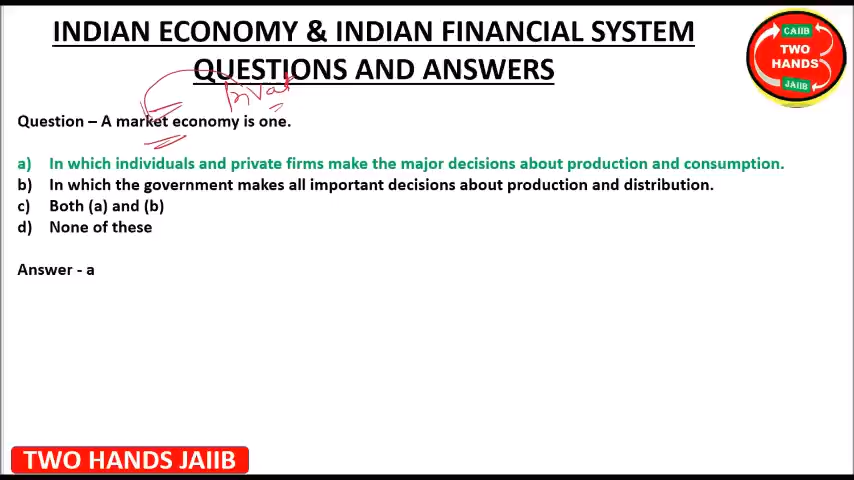 INDIAN ECONOMY & INDIAN FINANCIAL SYSTEM
QUESTIONS AND ANSWERS
CAIIB
TWO
HANDS
JAIIB
Question – A market economy is one.
a) In which individuals and private firms make the major decisions about production and consumption.
b) In which the government makes all important decisions about production and distribution.
c) Both (a) and (b)
d) None of these
Answer - a
TWO HANDS JAIIB